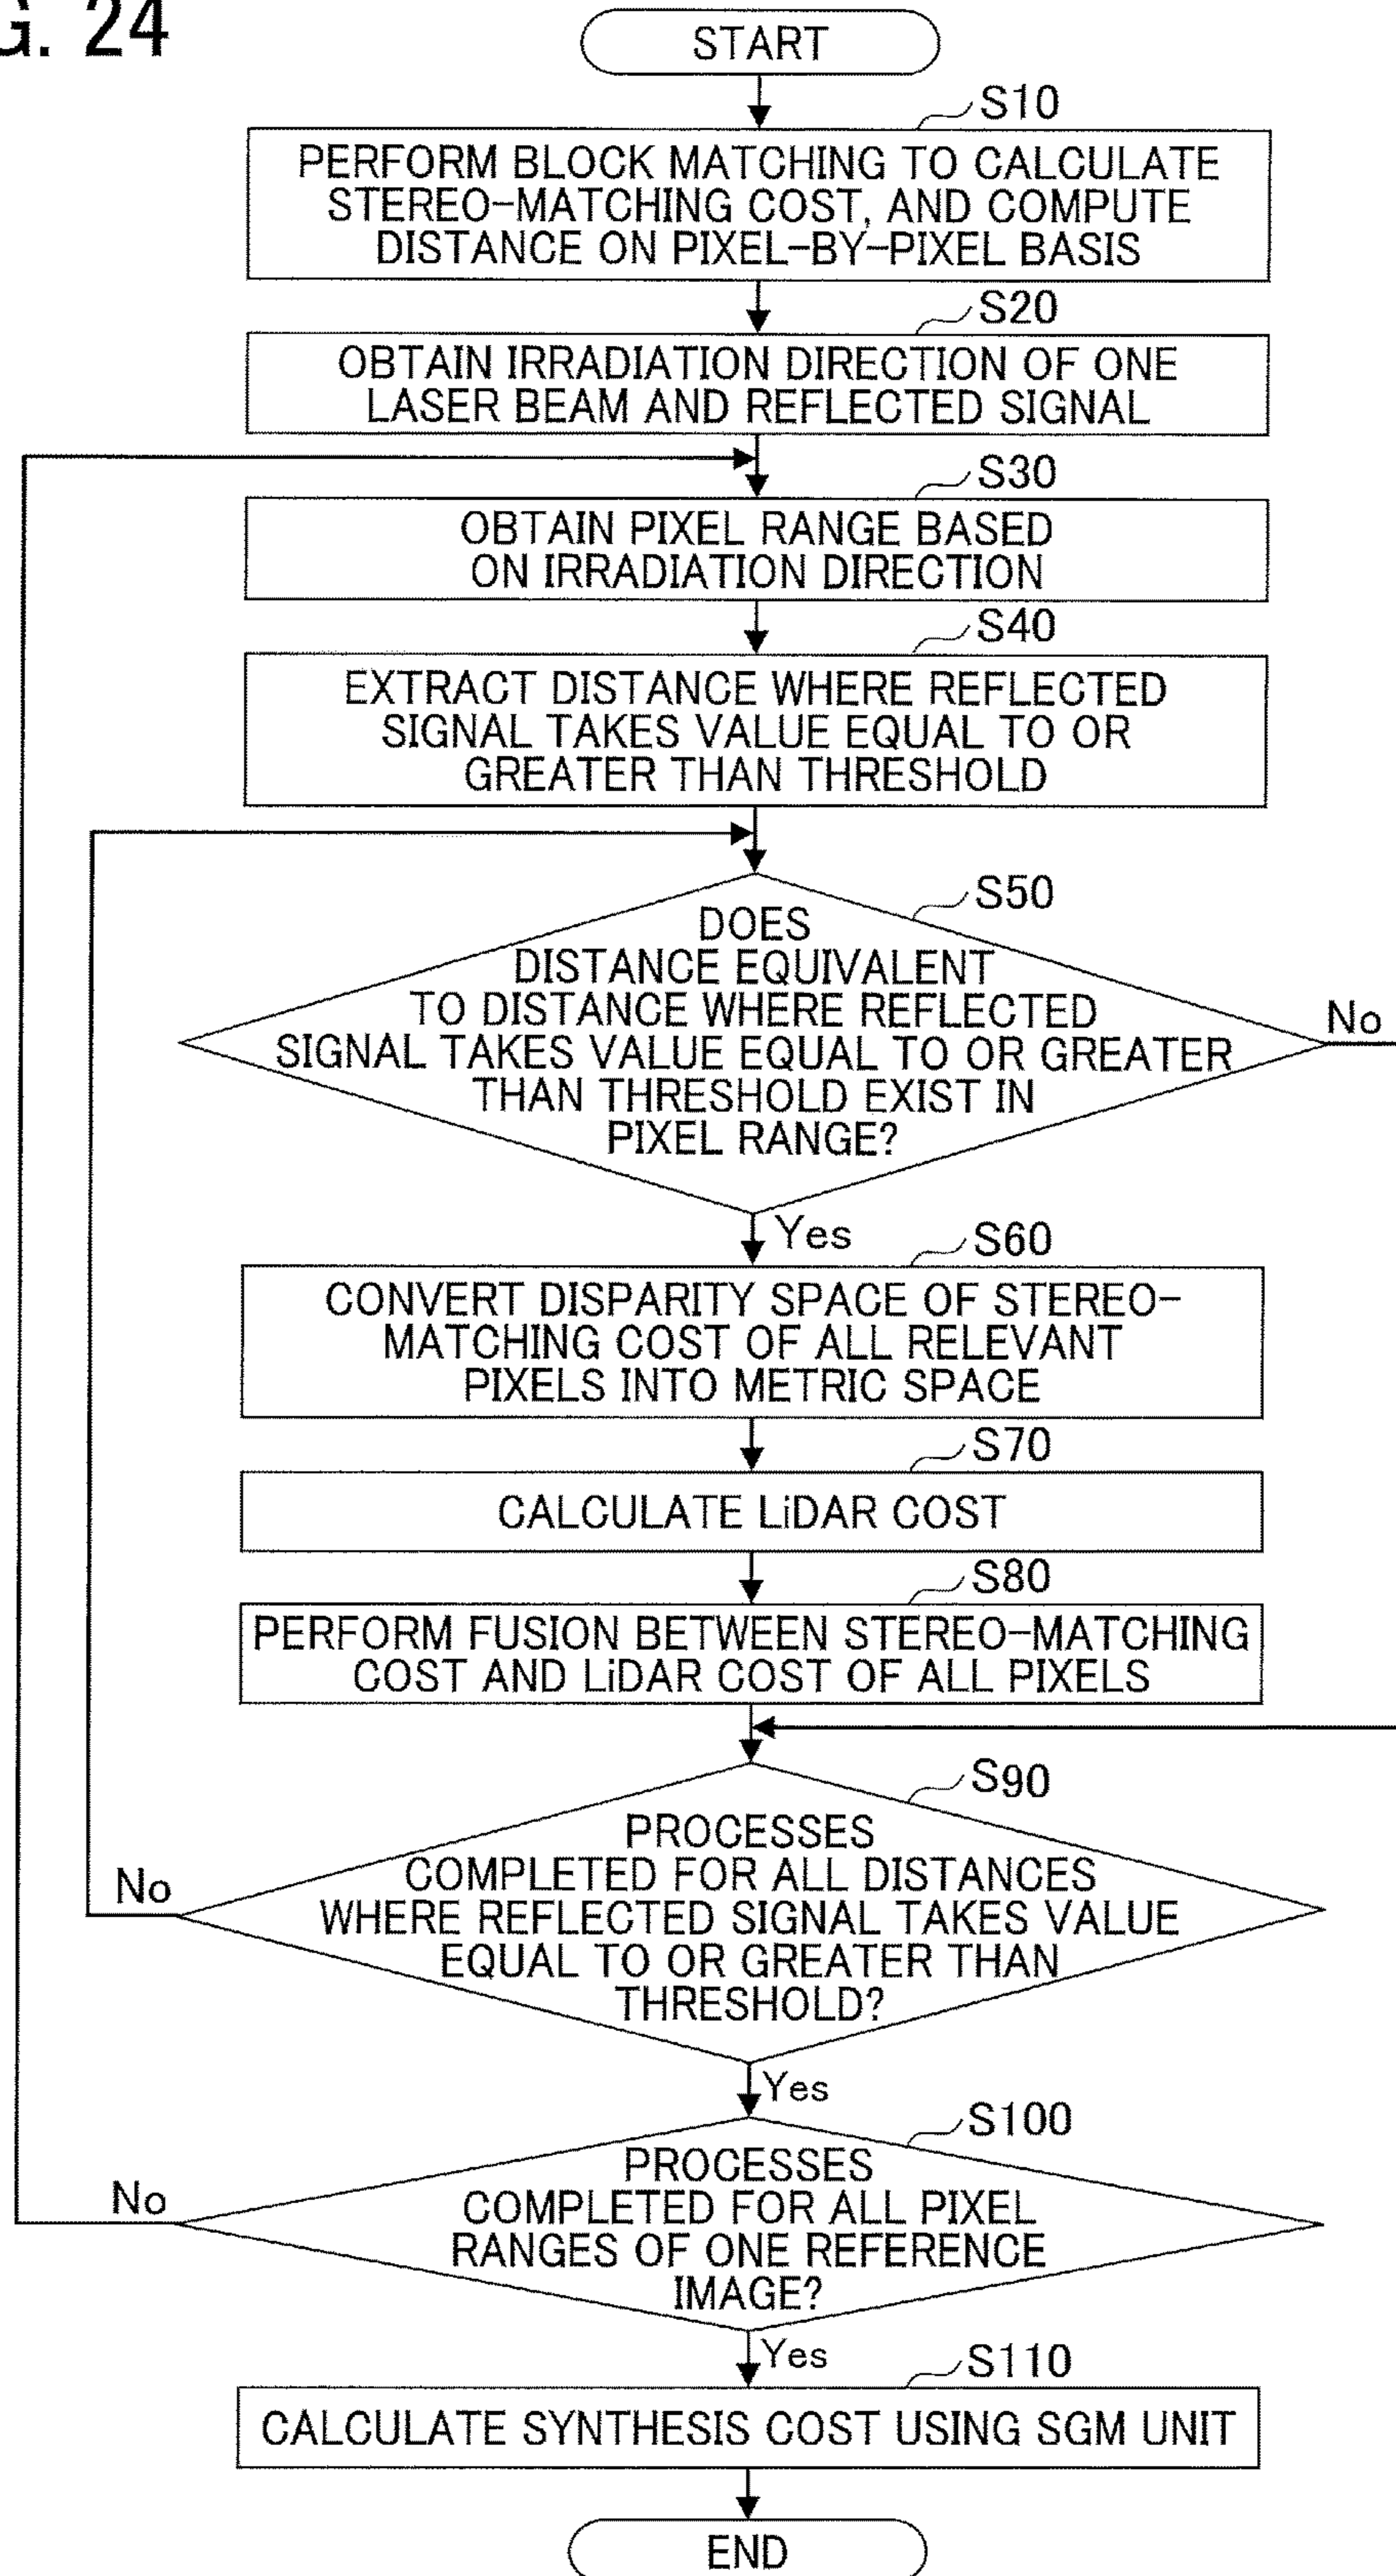 G. 24
START
S10
PERFORM BLOCK MATCHING TO CALCULATE
STEREO-MATCHING COST, AND COMPUTE
DISTANCE ON PIXEL-BY-PIXEL BASIS
S20
OBTAIN IRRADIATION DIRECTION OF ONE
LASER BEAM AND REFLECTED SIGNAL
S30
OBTAIN PIXEL RANGE BASED
ON IRRADIATION DIRECTION
S40
EXTRACT DISTANCE WHERE REFLECTED
SIGNAL TAKES VALUE EQUAL TO OR
GREATER THAN THRESHOLD
S50
DOES
DISTANCE EQUIVALENT
TO DISTANCE WHERE REFLECTED
SIGNAL TAKES VALUE EQUAL TO OR GREATER
THAN THRESHOLD EXIST IN
PIXEL RANGE?
No
Yes
S60
CONVERT DISPARITY SPACE OF STEREO-
MATCHING COST OF ALL RELEVANT
PIXELS INTO METRIC SPACE
S70
CALCULATE LiDAR COST
S80
PERFORM FUSION BETWEEN STEREO-MATCHING
COST AND LiDAR COST OF ALL PIXELS
S90
PROCESSES
COMPLETED FOR ALL DISTANCES
WHERE REFLECTED SIGNAL TAKES VALUE
EQUAL TO OR GREATER THAN
THRESHOLD?
No
Yes
S100
PROCESSES
COMPLETED FOR ALL PIXEL
RANGES OF ONE REFERENCE
IMAGE?
No
Yes
S110
CALCULATE SYNTHESIS COST USING SGM UNIT
END